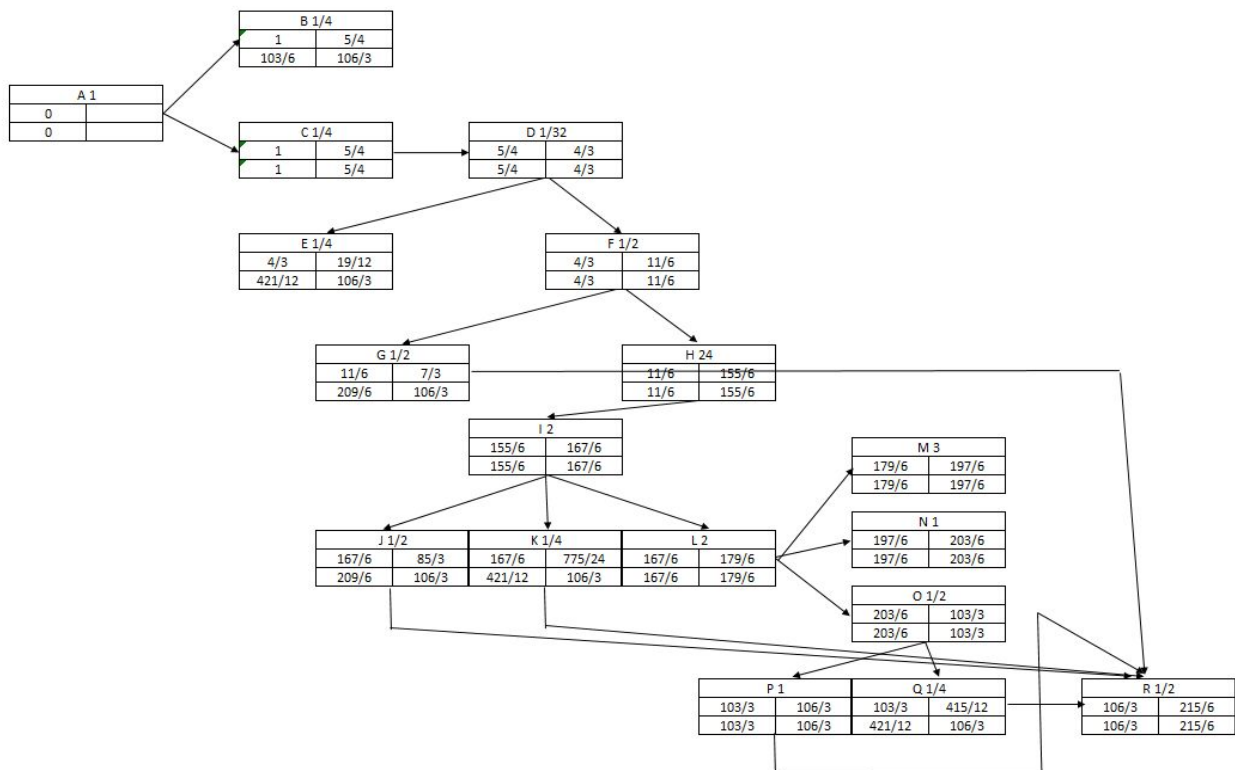 B 1/4
1 5/4
103/6 106/3
A 1
0
0
C 1/4
1 5/4
1 5/4
D 1/32
5/4 4/3
5/4 4/3
E 1/4
4/3 19/12
421/12 106/3
F 1/2
4/3 11/6
4/3 11/6
G 1/2
11/6 7/3
209/6 106/3
H 24
11/6 155/6
11/6 155/6
I 2
155/6 167/6
155/6 167/6
M 3
179/6 197/6
179/6 197/6
J 1/2
167/6 85/3
209/6 106/3
K 1/4
167/6 775/24
421/12 106/3
L 2
167/6 179/6
167/6 179/6
N 1
197/6 203/6
197/6 203/6
O 1/2
203/6 103/3
203/6 103/3
P 1
103/3 106/3
103/3 106/3
Q 1/4
103/3 415/12
421/12 106/3
R 1/2
106/3 215/6
106/3 215/6